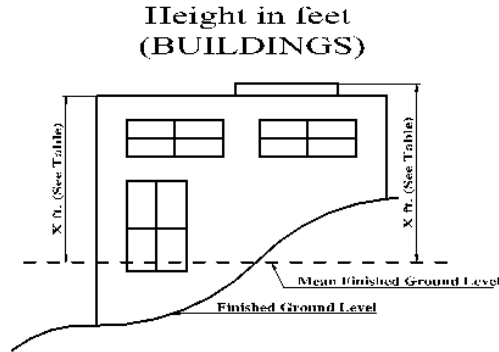 Height in feet
(BUILDINGS)
X ft. (See Table)
X ft. (See Table)
Mean Finished Ground Level
Finished Ground Level